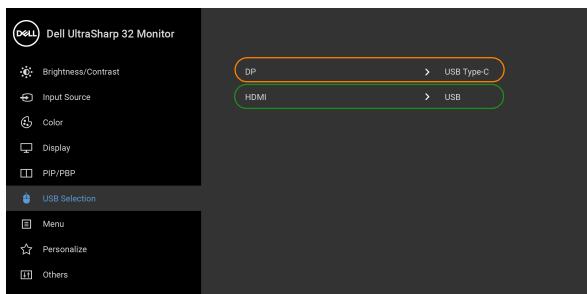 DELL Dell UltraSharp 32 Monitor
Brightness/Contrast
Input Source
Color
Display
PIP/PBP
USB Selection
Menu
Personalize
Others
DP > USB Type-C
HDMI > USB